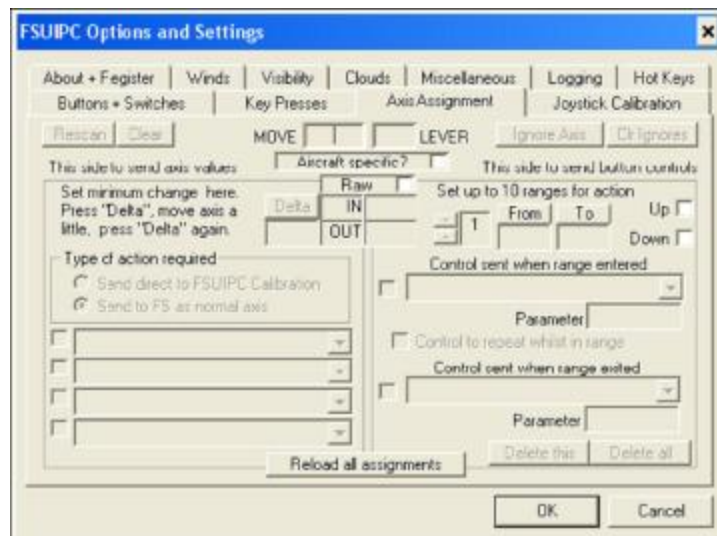 FSUIPC Options and Settings
About + Register Winds Visibility Clouds Miscellaneous Logging Hot Keys
Buttons + Switches Key Presses Axis Assignment Joystick Calibration
Rescan Clear MOVE LEVER Ignore Axis Clr Ignores
This side to send axis values Aircraft specific? This side to send button controls
Set minimum change here.
Press "Delta", move axis a
little, press "Delta" again.
Delta
Raw
IN
OUT
Set up to 10 ranges for action
1 From To Up
Down
Type of action required
Send direct to FSUIPC Calibration
Send to FS as normal axis
Control sent when range entered
Parameter
Control to repeat whilst in range
Control sent when range exited
Parameter
Delete this Delete all
Reload all assignments
OK Cancel